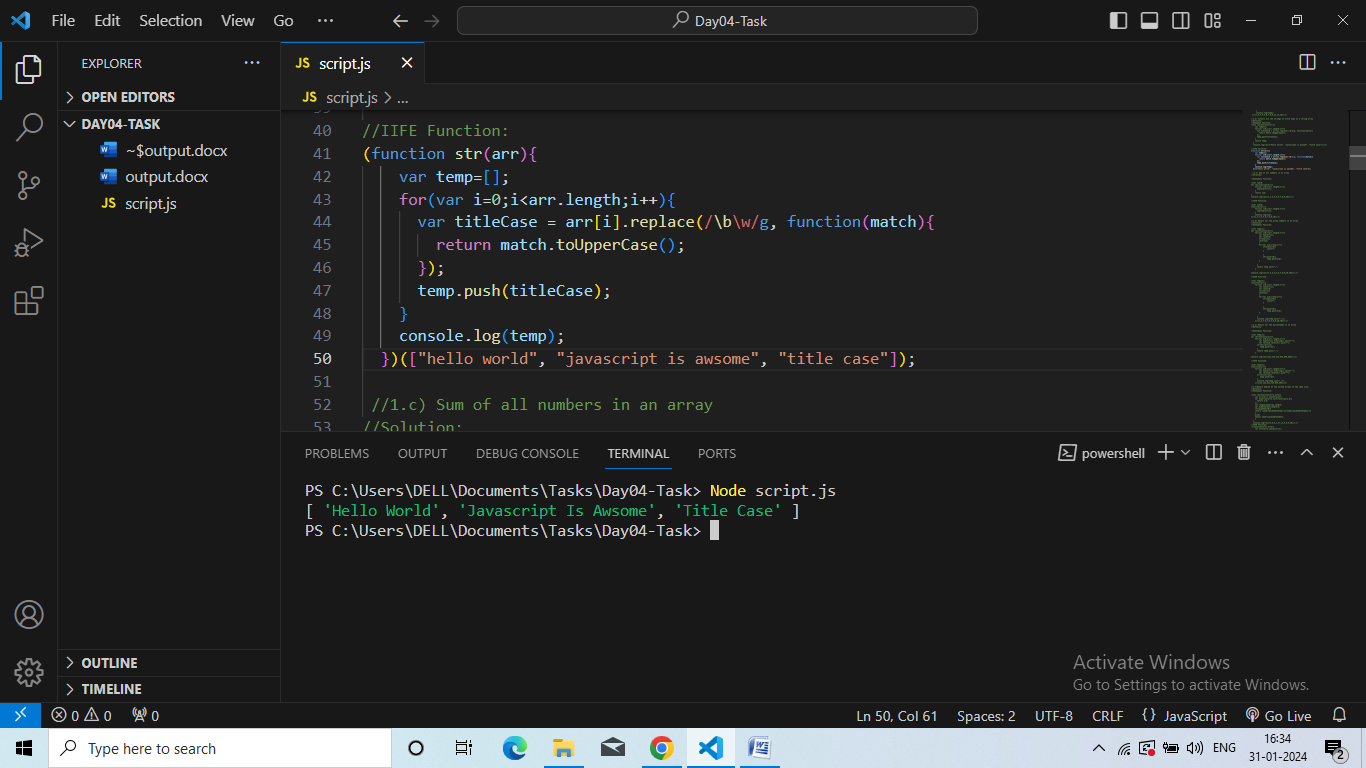 File Edit Selection View Go ··· Day04-Task
EXPLORER ···
OPEN EDITORS
DAY04-TASK
~$output.docx
output.docx
JS script.js
OUTLINE
TIMELINE
JS script.js
JS script.js > ...
40 //IIFE Function:
41 (function str(arr){
42 var temp=[];
43 for(var i=0;i<arr.length;i++){
44 var titleCase = arr[i].replace(/\b\w/g, function(match){
45 return match.toUpperCase();
46 });
47 temp.push(titleCase);
48 }
49 console.log(temp);
50 })(["hello world", "javascript is awsome", "title case"]);
51
52 //1.c) Sum of all numbers in an array
53 //Solution:
PROBLEMS OUTPUT DEBUG CONSOLE TERMINAL PORTS powershell
PS C:\Users\DELL\Documents\Tasks\Day04-Task> Node script.js
[ 'Hello World', 'Javascript Is Awsome', 'Title Case' ]
PS C:\Users\DELL\Documents\Tasks\Day04-Task>
Activate Windows
Go to Settings to activate Windows.
0 0 0 Ln 50, Col 61 Spaces: 2 UTF-8 CRLF {} JavaScript Go Live
Type here to search ENG 16:34
31-01-2024 2